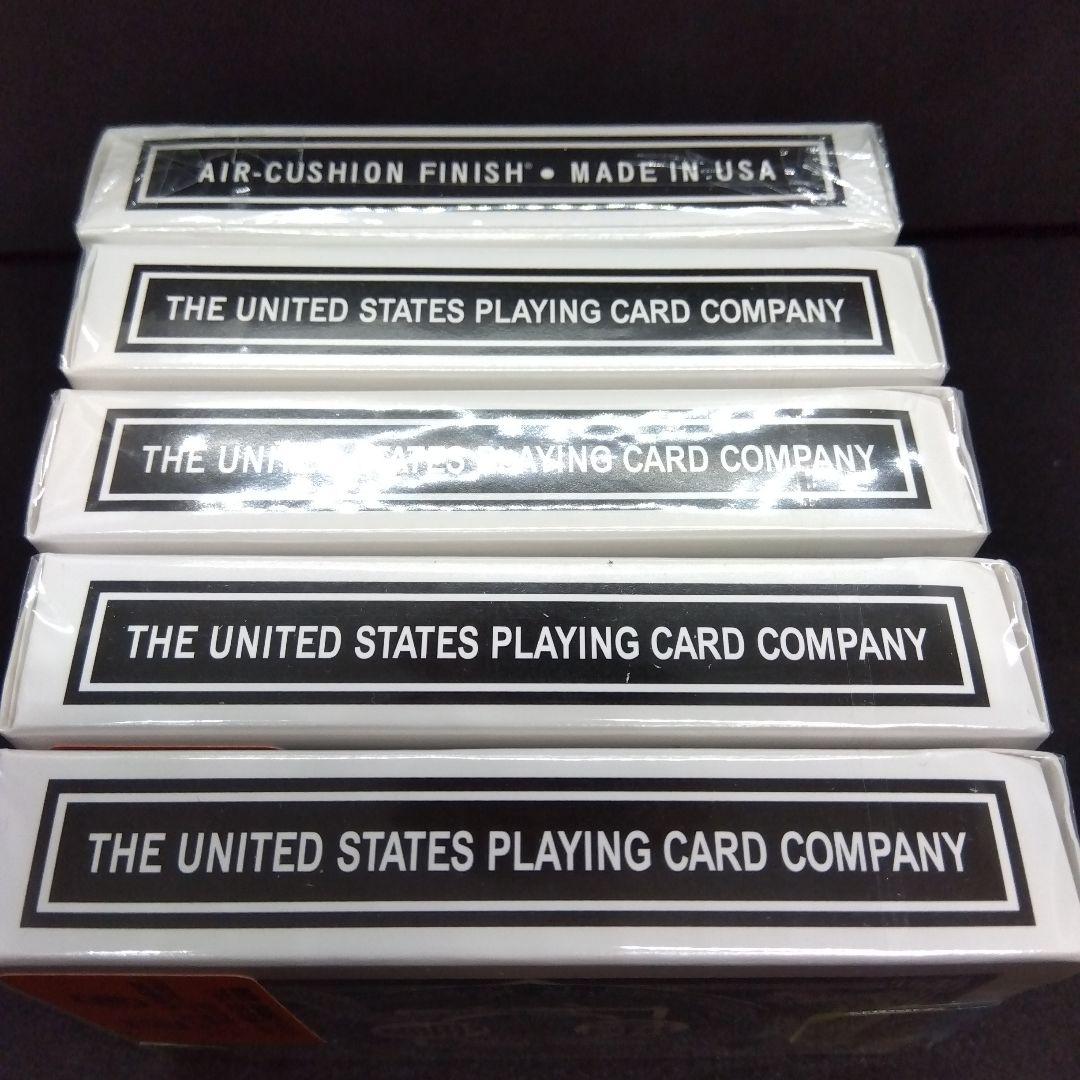 AIR-CUSHION FINISH® • MADE IN USA
THE UNITED STATES PLAYING CARD COMPANY
THE UNITED STATES PLAYING CARD COMPANY
THE UNITED STATES PLAYING CARD COMPANY
THE UNITED STATES PLAYING CARD COMPANY